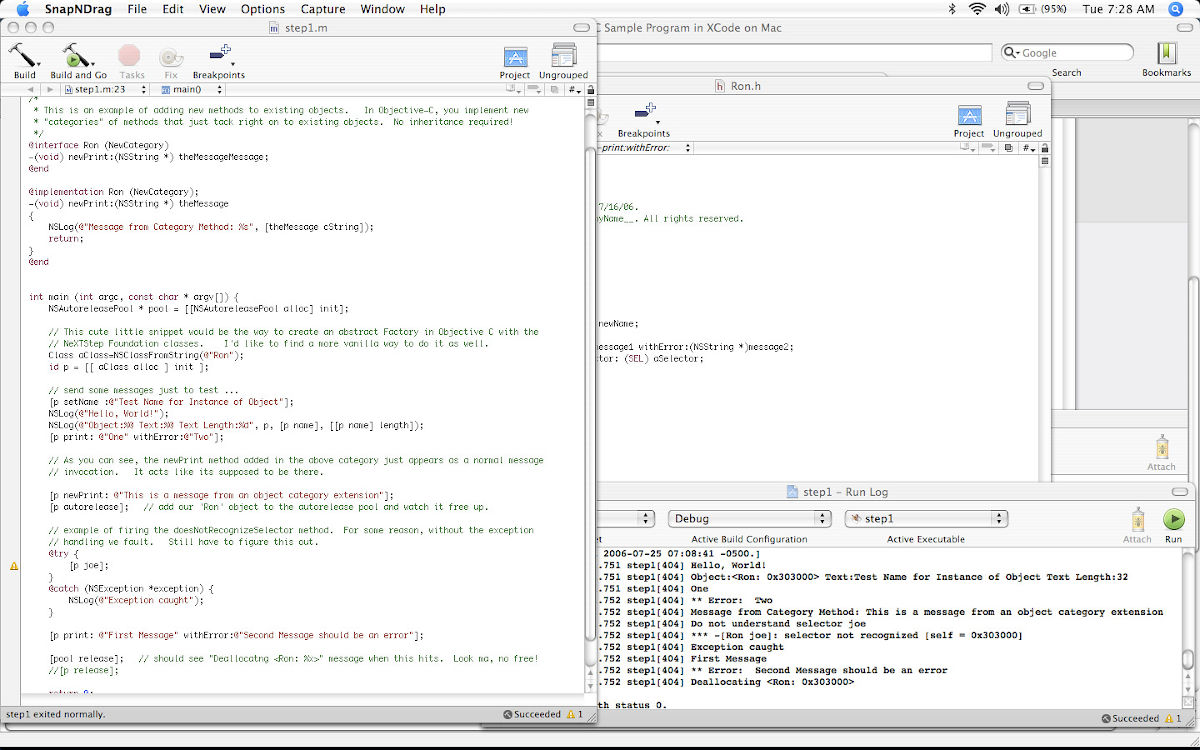 SnapNDrag File Edit View Options Capture Window Help (95%) Tue 7:28 AM
step1.m
Build Build and Go Tasks Fix Breakpoints Project Ungrouped
step1.m:23 main() #
/*
* This is an example of adding new methods to existing objects. In Objective-C, you implement new
* "categories" of methods that just tack right on to existing objects. No inheritance required!
*/
@interface Ron (NewCategory)
-(void) newPrint:(NSString *) theMessageMessage;
@end
@implementation Ron (NewCategory);
-(void) newPrint:(NSString *) theMessage
{
NSLog(@"Message from Category Method: %s", [theMessage cString]);
return;
}
@end
int main (int argc, const char * argv[]) {
NSAutoreleasePool * pool = [[NSAutoreleasePool alloc] init];
// This cute little snippet would be the way to create an abstract Factory in Objective C with the
// NeXTStep Foundation classes. I'd like to find a more vanilla way to do it as well.
Class aClass=NSClassFromString(@"Ron");
id p = [[ aClass alloc ] init ];
// send some messages just to test ...
[p setName :@"Test Name for Instance of Object"];
NSLog(@"Hello, World!");
NSLog(@"Object:%@ Text:%@ Text Length:%d", p, [p name], [[p name] length]);
[p print: @"One" withError:@"Two"];
// As you can see, the newPrint method added in the above category just appears as a normal message
// invocation. It acts like its supposed to be there.
[p newPrint: @"This is a message from an object category extension"];
[p autorelease]; // add our 'Ron' object to the autorelease pool and watch it free up.
// example of firing the doesNotRecognizeSelector method. For some reason, without the exception
// handling we fault. Still have to figure this out.
@try {
[p joe];
}
@catch (NSException *exception) {
NSLog(@"Exception caught");
}
[p print: @"First Message" withError:@"Second Message should be an error"];
[pool release]; // should see "Deallocatng <Ron: %x>" message when this hits. Look ma, no free!
//[p release];
return 0;
step1 exited normally. Succeeded 1
C Sample Program in XCode on Mac
Google
Search Bookmarks
Ron.h
x Breakpoints Project Ungrouped
print:withError: #
7/16/06.
yName__. All rights reserved.
newName;
essage1 withError:(NSString *)message2;
ctor: (SEL) aSelector;
Attach
step1 - Run Log
Debug step1
et Active Build Configuration Active Executable Attach Run
2006-07-25 07:08:41 -0500.]
.751 step1[404] Hello, World!
.751 step1[404] Object:<Ron: 0x303000> Text:Test Name for Instance of Object Text Length:32
.751 step1[404] One
.752 step1[404] ** Error: Two
.752 step1[404] Message from Category Method: This is a message from an object category extension
.752 step1[404] Do not understand selector joe
.752 step1[404] *** -[Ron joe]: selector not recognized [self = 0x303000]
.752 step1[404] Exception caught
.752 step1[404] First Message
.752 step1[404] ** Error: Second Message should be an error
.752 step1[404] Deallocating <Ron: 0x303000>
th status 0.
Succeeded 1